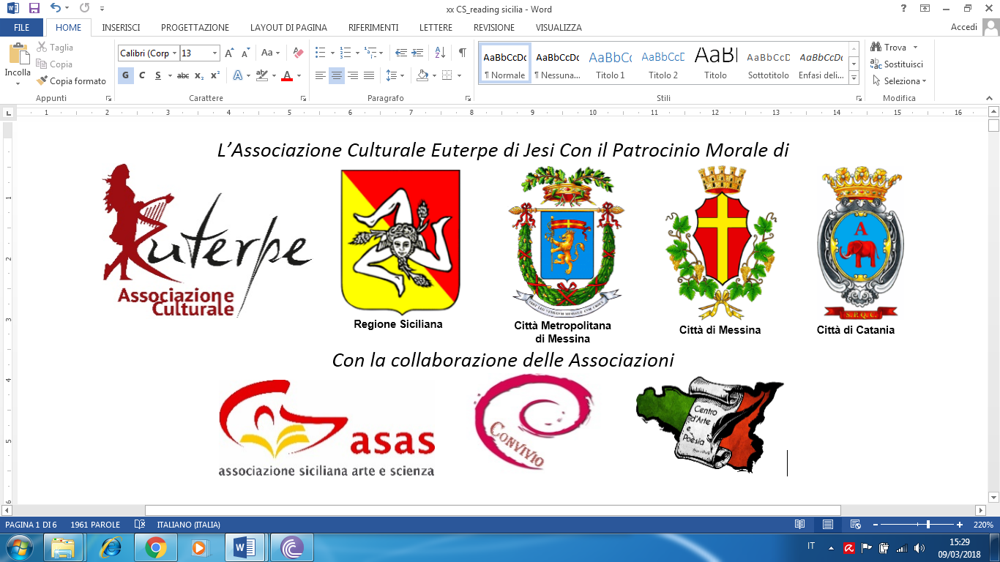 xx CS_reading sicilia - Word
FILE HOME INSERISCI PROGETTAZIONE LAYOUT DI PAGINA RIFERIMENTI LETTERE REVISIONE VISUALIZZA Accedi
Incolla
Taglia
Copia
Copia formato
Appunti
Calibri (Corp 13
G C S abc x₂ x²
Carattere
Paragrafo
AaBbCcDc AaBbCcDc AaBbCc AaBbCcD AaBl AaBbCcD AaBbCcDc
¶ Normale ¶ Nessuna... Titolo 1 Titolo 2 Titolo Sottotitolo Enfasi deli...
Stili
Trova
Sostituisci
Seleziona
Modifica
1 2 3 4 5 6 7 8 9 10 11 12 13 14 15 16
1
2
3
4
5
6
L'Associazione Culturale Euterpe di Jesi Con il Patrocinio Morale di
Euterpe
Associazione
Culturale
Regione Siciliana
Città Metropolitana
di Messina
Città di Messina
A
S.P.Q.C.
Città di Catania
Con la collaborazione delle Associazioni
asas
associazione siciliana arte e scienza
CONVIVIO
Centro
d'Arte
e
Poesia
PAGINA 1 DI 6 1961 PAROLE ITALIANO (ITALIA) 220%
IT 15:29
09/03/2018